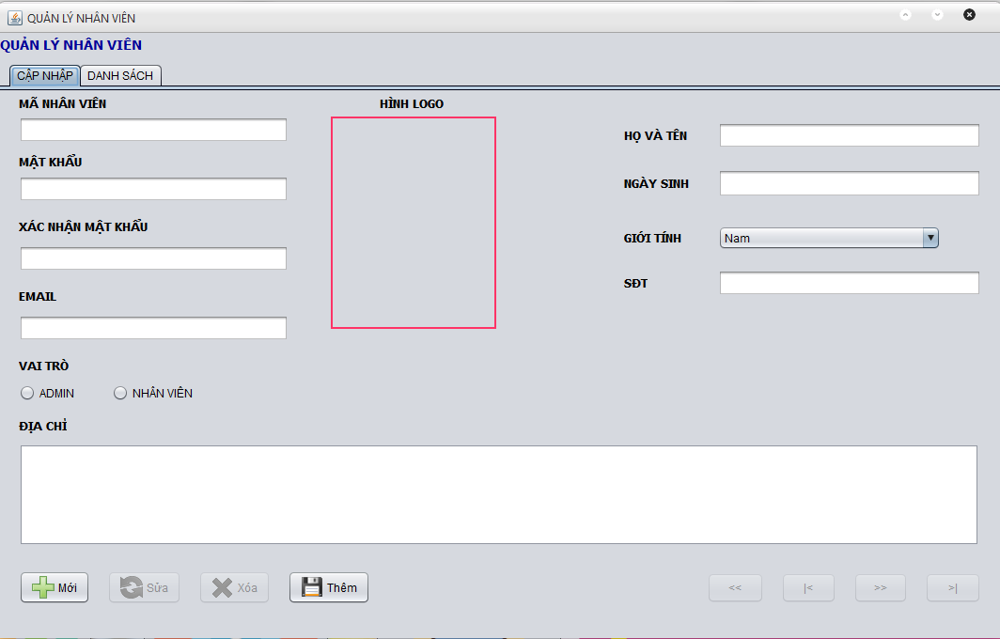 QUẢN LÝ NHÂN VIÊN
QUẢN LÝ NHÂN VIÊN
CẬP NHẬP DANH SÁCH
MÃ NHÂN VIÊN
HÌNH LOGO
MẬT KHẨU
XÁC NHẬN MẬT KHẨU
EMAIL
HỌ VÀ TÊN
NGÀY SINH
GIỚI TÍNH Nam
SĐT
VAI TRÒ
ADMIN NHÂN VIÊN
ĐỊA CHỈ
Mới Sửa Xóa Thêm << |< >> >|